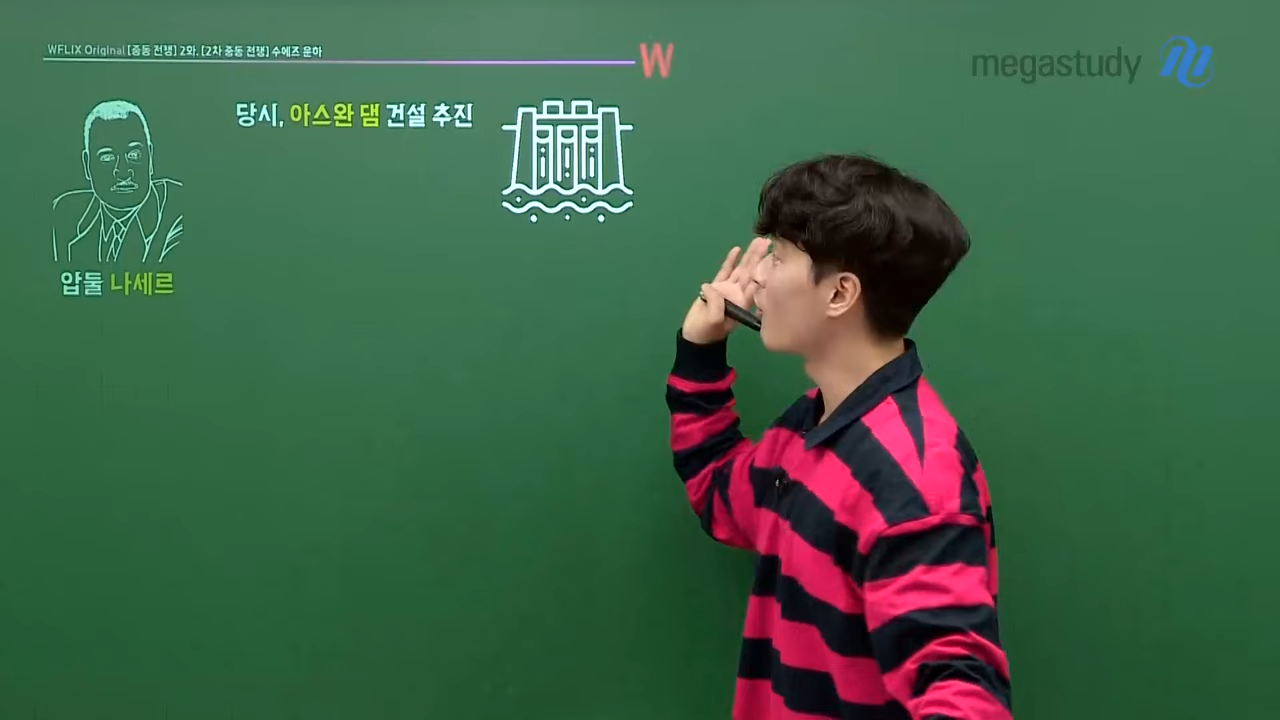 WFLIX Original [중동 전쟁] 2화. [2차 중동 전쟁] 수에즈 운하
W
megastudy
당시, 아스완 댐 건설 추진
압둘 나세르